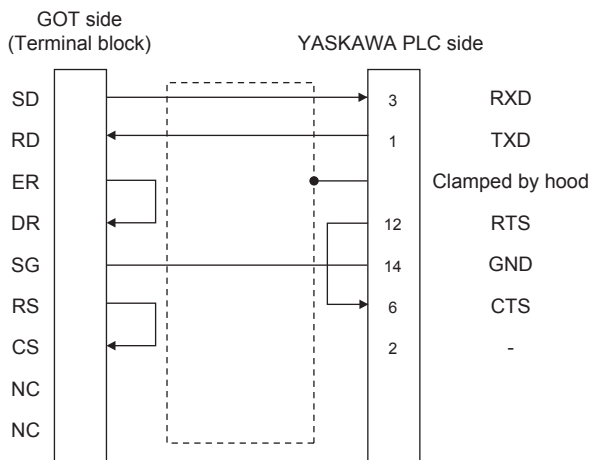 GOT side
(Terminal block)
YASKAWA PLC side
SD 3 RXD
RD 1 TXD
ER Clamped by hood
DR 12 RTS
SG 14 GND
RS 6 CTS
CS 2 -
NC
NC